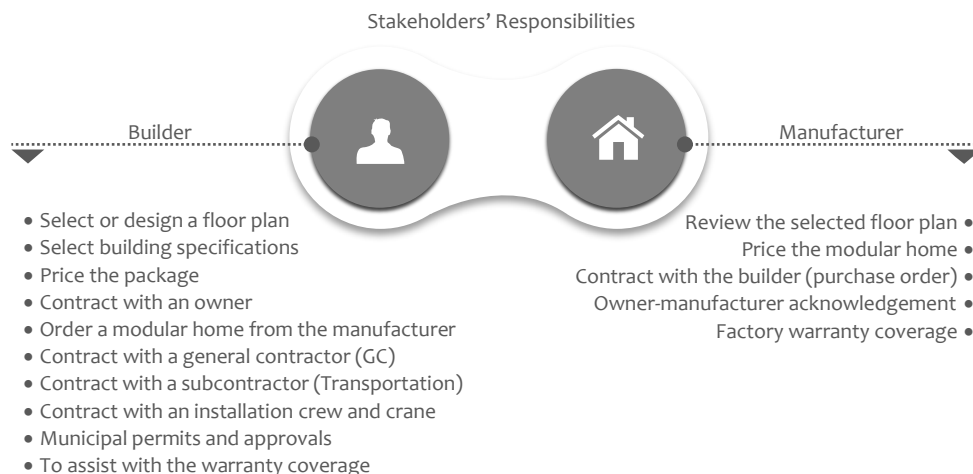 Stakeholders’ Responsibilities
Builder
Manufacturer
• Select or design a floor plan
• Select building specifications
• Price the package
• Contract with an owner
• Order a modular home from the manufacturer
• Contract with a general contractor (GC)
• Contract with a subcontractor (Transportation)
• Contract with an installation crew and crane
• Municipal permits and approvals
• To assist with the warranty coverage
Review the selected floor plan •
Price the modular home •
Contract with the builder (purchase order) •
Owner-manufacturer acknowledgement •
Factory warranty coverage •